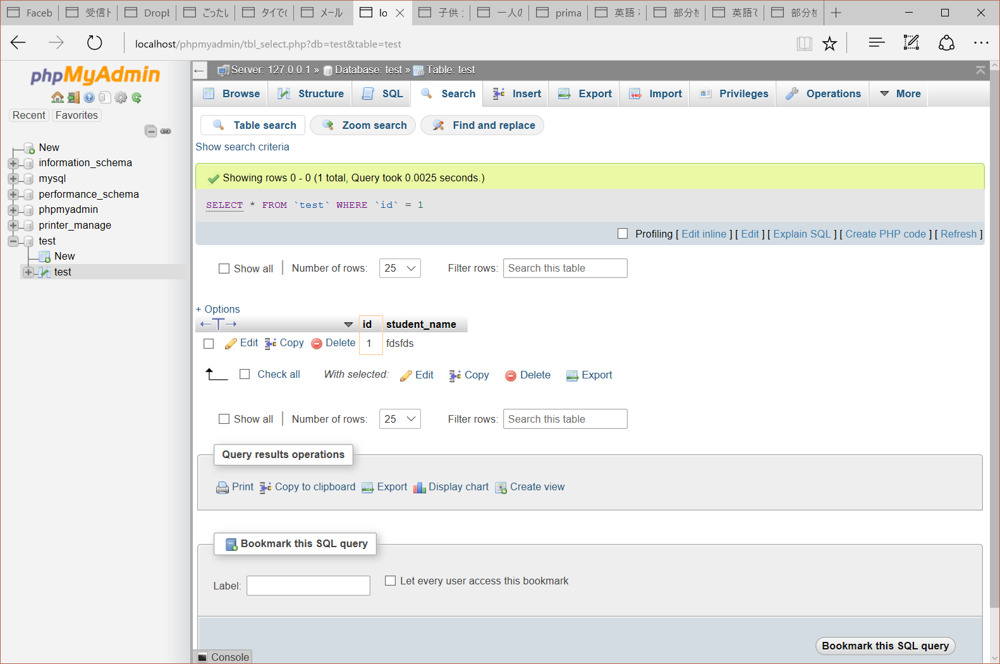 Faceb 受信ト Dropl ごったい タイで メール lo 子供 一人の prima 英語 部分検 英語で 部分検
localhost/phpmyadmin/tbl_select.php?db=test&table=test
phpMyAdmin
Recent Favorites
New
information_schema
mysql
performance_schema
phpmyadmin
printer_manage
test
New
test
Server: 127.0.0.1 » Database: test » Table: test
Browse Structure SQL Search Insert Export Import Privileges Operations More
Table search Zoom search Find and replace
Show search criteria
Showing rows 0 - 0 (1 total, Query took 0.0025 seconds.)
SELECT * FROM `test` WHERE `id` = 1
Profiling [ Edit inline ] [ Edit ] [ Explain SQL ] [ Create PHP code ] [ Refresh ]
Show all Number of rows: 25 Filter rows: Search this table
+ Options
←T→ id student_name
Edit Copy Delete 1 fdsfds
Check all With selected: Edit Copy Delete Export
Show all Number of rows: 25 Filter rows: Search this table
Query results operations
Print Copy to clipboard Export Display chart Create view
Bookmark this SQL query
Label: Let every user access this bookmark
Bookmark this SQL query
Console